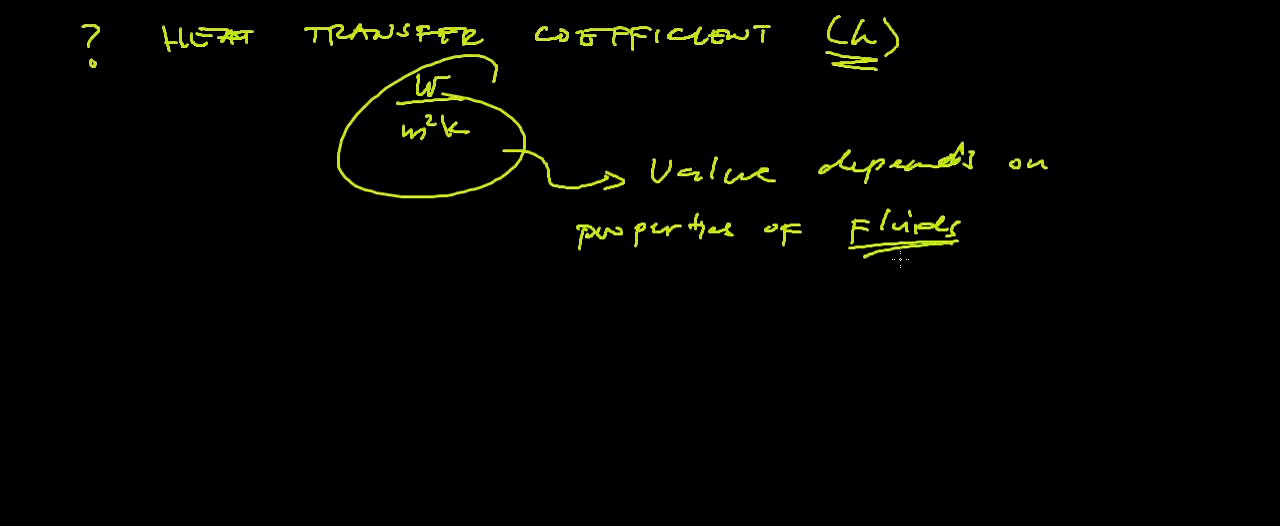 ? HEAT TRANSFER COEFFICIENT (h)
W
m²K
Value depends on
properties of Fluids